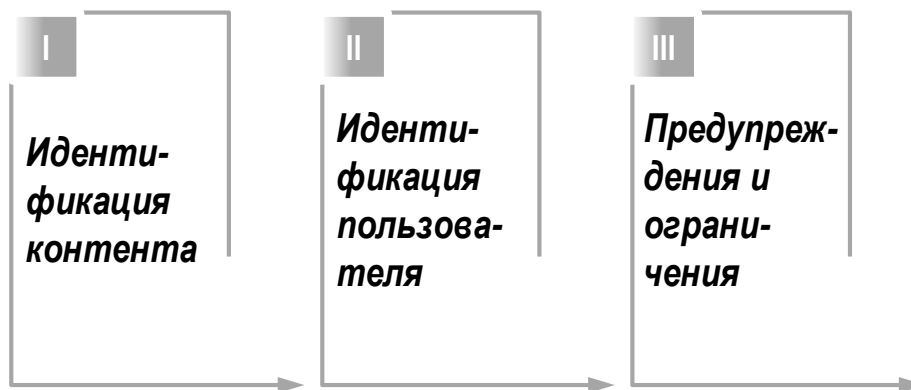 I
Иденти-
фикация
контента
II
Иденти-
фикация
пользова-
теля
III
Предупреж-
дения и
ограни-
чения